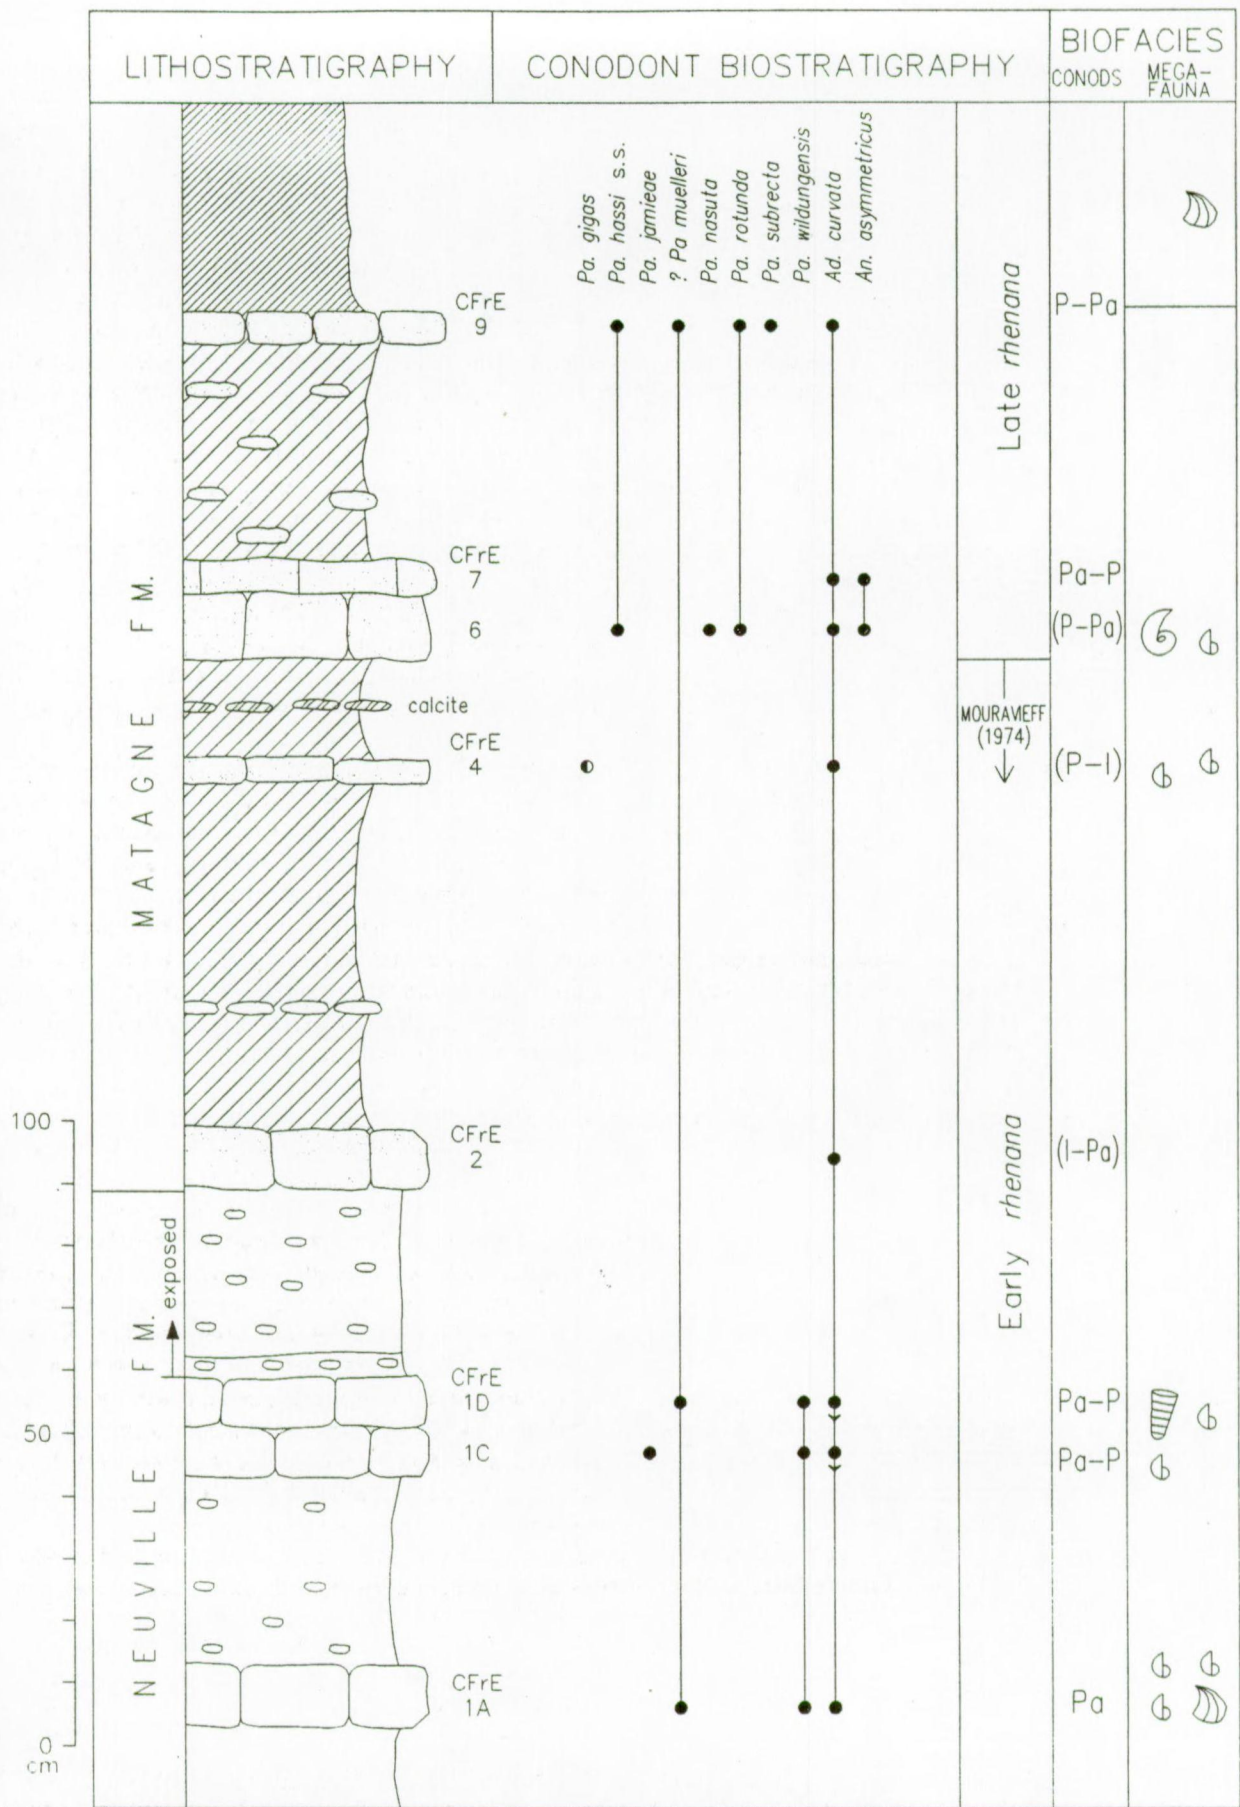 LITHOSTRATIGRAPHY
CONODONT BIOSTRATIGRAPHY
BIOFACIES
CONODS
MEGA-
FAUNA
Pa. gigas
Pa. hassi s.s.
Pa. jamieae
? Pa muelleri
Pa. nasuta
Pa. rotunda
Pa. subrecta
Pa. wildungensis
Ad. curvata
An. asymmetricus
MATAGNE FM.
NEUVILLE FM.
exposed
CFrE
9
CFrE
7
6
calcite
CFrE
4
CFrE
2
CFrE
1D
1C
CFrE
1A
Late rhenana
MOURAVIEFF
(1974)
Early rhenana
P-Pa
Pa-P
(P-Pa)
(P-I)
(I-Pa)
Pa-P
Pa-P
Pa
100
50
0
cm